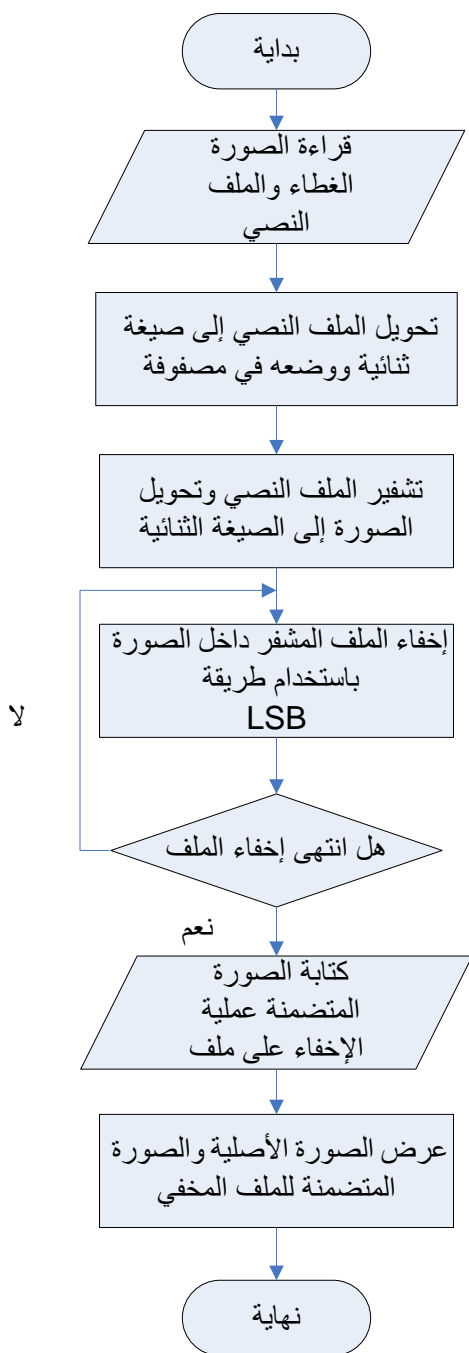 بداية
قراءة الصورة
الغطاء والملف
النصي
تحويل الملف النصي إلى صيغة
ثنائية ووضعه في مصفوفة
تشفير الملف النصي وتحويل
الصورة إلى الصيغة الثنائية
إخفاء الملف المشفر داخل الصورة
باستخدام طريقة
LSB
لا
هل انتهى إخفاء الملف
نعم
كتابة الصورة
المتضمنة عملية
الإخفاء على ملف
عرض الصورة الأصلية والصورة
المتضمنة للملف المخفي
نهاية